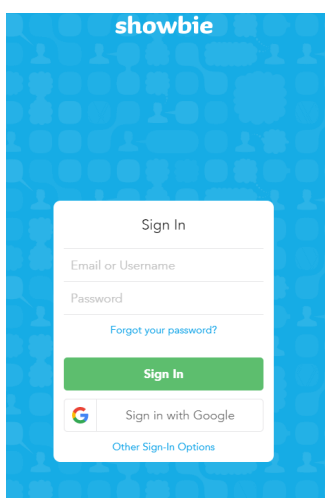 showbie
Sign In
Email or Username
Password
Forgot your password?
Sign In
Sign in with Google
Other Sign-In Options